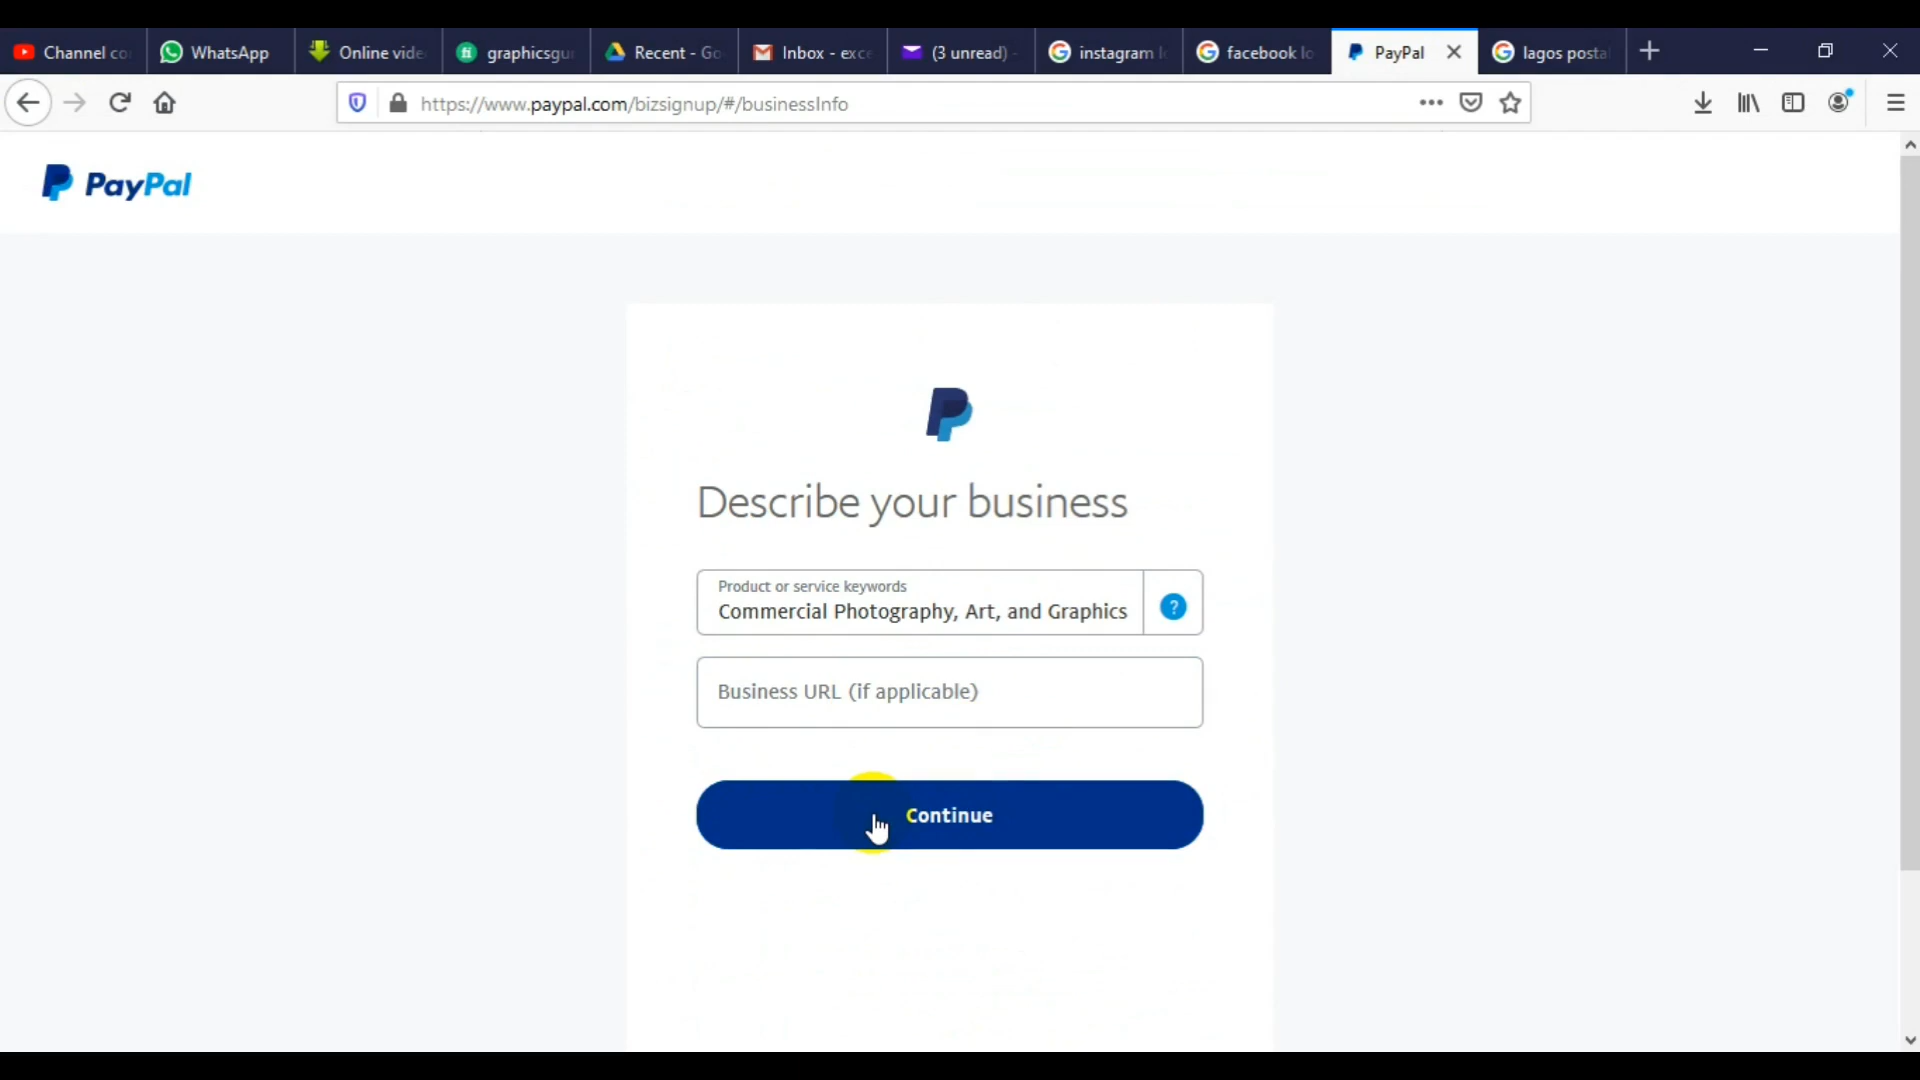 Channel co
WhatsApp
Online vide
graphicsgu
Recent - Go
Inbox - exce
(3 unread) -
instagram lo
facebook lo
PayPal
lagos posta
https://www.paypal.com/bizsignup/#/businessInfo
PayPal
Describe your business
Product or service keywords
Commercial Photography, Art, and Graphics
?
Business URL (if applicable)
Continue